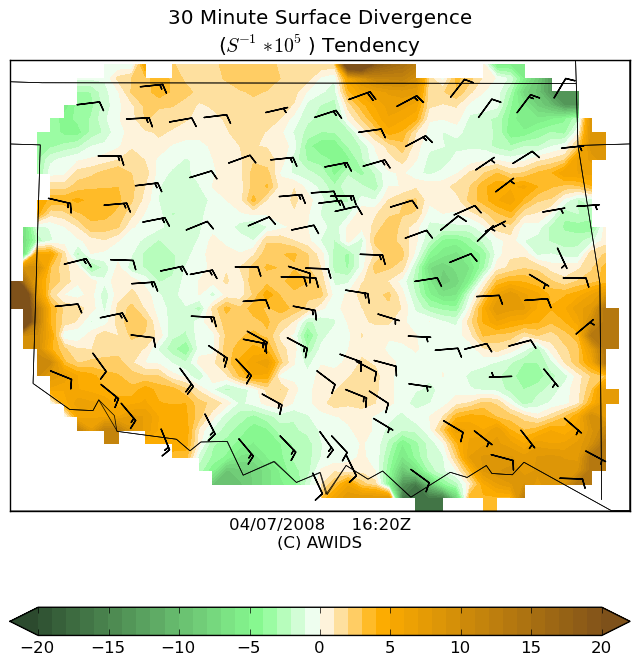 30 Minute Surface Divergence
(S⁻¹ * 10⁵ ) Tendency
04/07/2008 16:20Z
(C) AWIDS
−20 −15 −10 −5 0 5 10 15 20